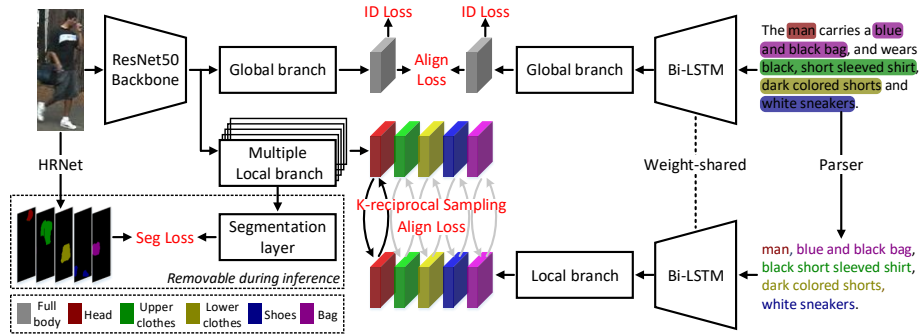 ID Loss
ID Loss
ResNet50
Backbone
Global branch
Align
Loss
Global branch
Bi-LSTM
The man carries a blue
and black bag, and wears
black, short sleeved shirt,
dark colored shorts and
white sneakers.
HRNet
Multiple
Local branch
Weight-shared
Parser
K-reciprocal Sampling
Align Loss
Seg Loss
Segmentation
layer
Removable during inference
Local branch
Bi-LSTM
man, blue and black bag,
black short sleeved shirt,
dark colored shorts,
white sneakers.
Full
body
Head
Upper
clothes
Lower
clothes
Shoes
Bag